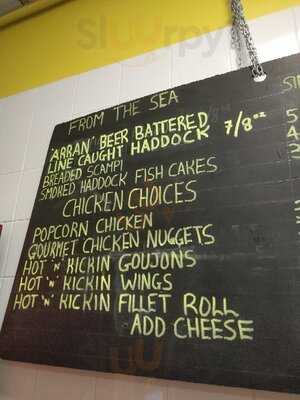 Sluurpy
FROM THE SEA
'ARRAN' BEER BATTERED
LINE CAUGHT HADDOCK 7/8oz
BREADED SCAMPI
SMOKED HADDOCK FISH CAKES
CHICKEN CHOICES
POPCORN CHICKEN
GOURMET CHICKEN NUGGETS
HOT 'N' KICKIN GOUJONS
HOT 'N' KICKIN WINGS
HOT 'N' KICKIN FILLET ROLL
ADD CHEESE